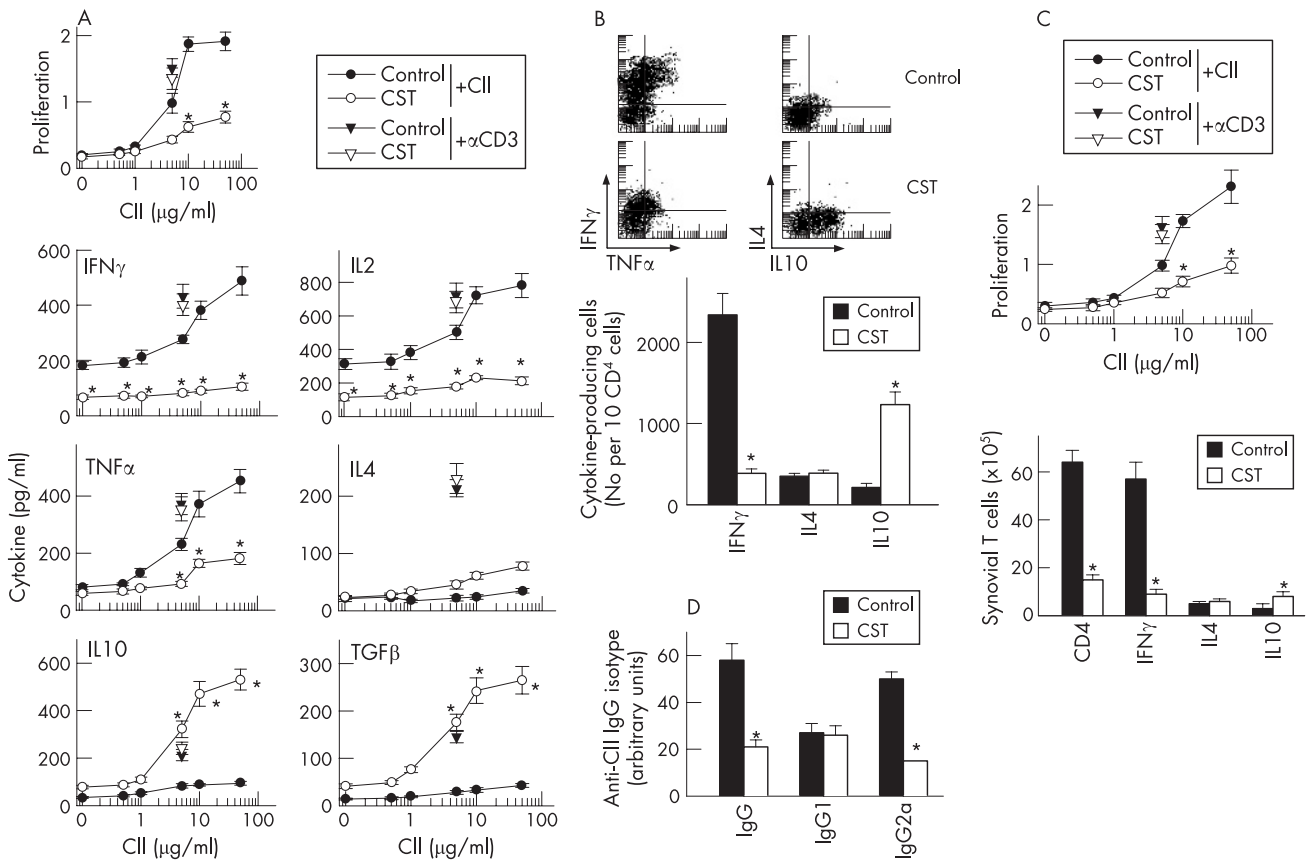 A
Proliferation
2
1
0
0 1 10 100
CII (µg/ml)
Control
CST
+CII
Control
CST
+αCD3
IFNγ
600
400
200
0
IL2
800
600
400
200
0
TNFα
400
200
0
IL4
200
100
0
Cytokine (pg/ml)
IL10
600
400
200
0
0 1 10 100
CII (µg/ml)
TGFβ
300
200
100
0
0 1 10 100
CII (µg/ml)
B
Control
CST
IFNγ
TNFα
IL4
IL10
Cytokine-producing cells
(No per 10 CD⁴ cells)
2000
1000
0
Control
CST
* *
IFNγ IL4 IL10
C
Control
CST
+CII
Control
CST
+αCD3
Proliferation
2
1
0
0 1 10 100
CII (µg/ml)
Synovial T cells (x10⁵)
60
40
20
0
Control
CST
* * *
CD4 IFNγ IL4 IL10
D
Anti-CII IgG isotype
(arbitrary units)
60
40
20
0
Control
CST
* *
IgG IgG1 IgG2a